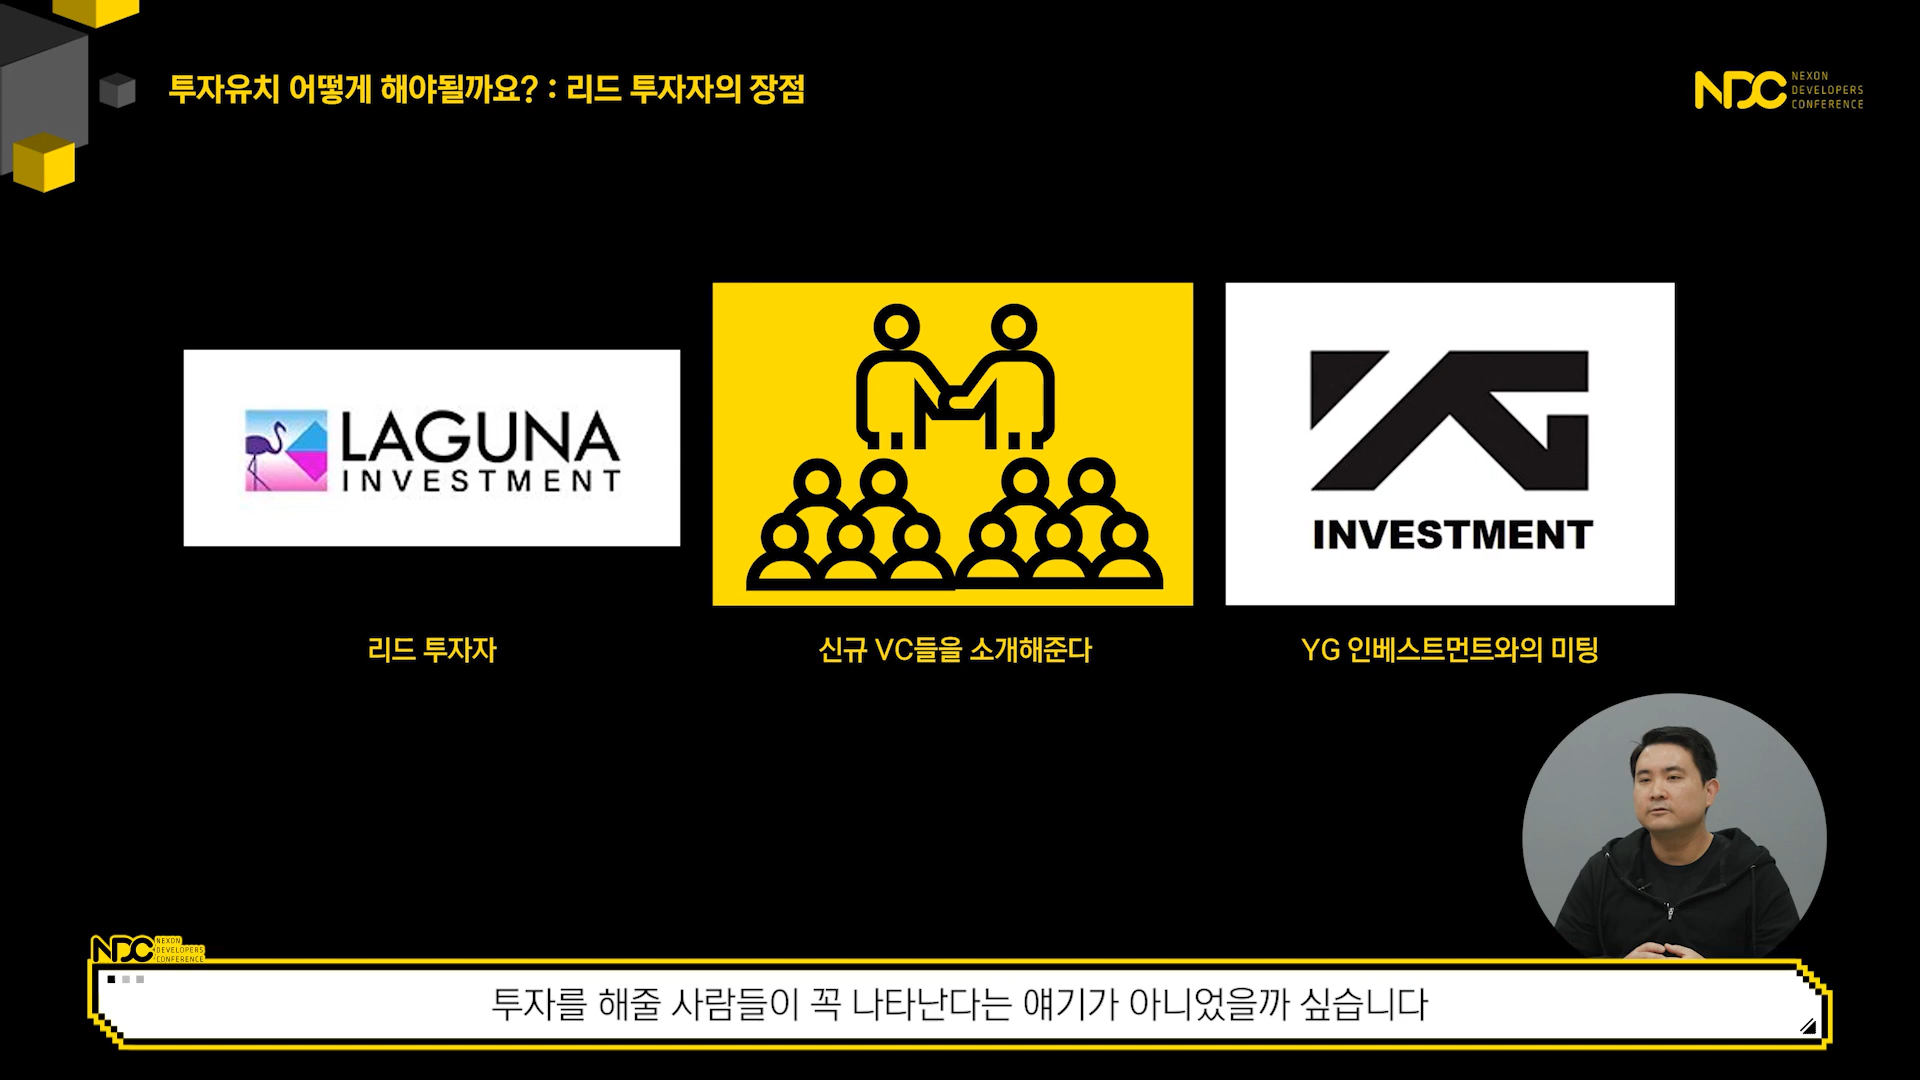 투자유치 어떻게 해야될까요? : 리드 투자자의 장점
NDC NEXON
DEVELOPERS
CONFERENCE
LAGUNA
INVESTMENT
YG
INVESTMENT
리드 투자자
신규 VC들을 소개해준다
YG 인베스트먼트와의 미팅
NDC NEXON
DEVELOPERS
CONFERENCE
투자를 해줄 사람들이 꼭 나타난다는 얘기가 아니었을까 싶습니다